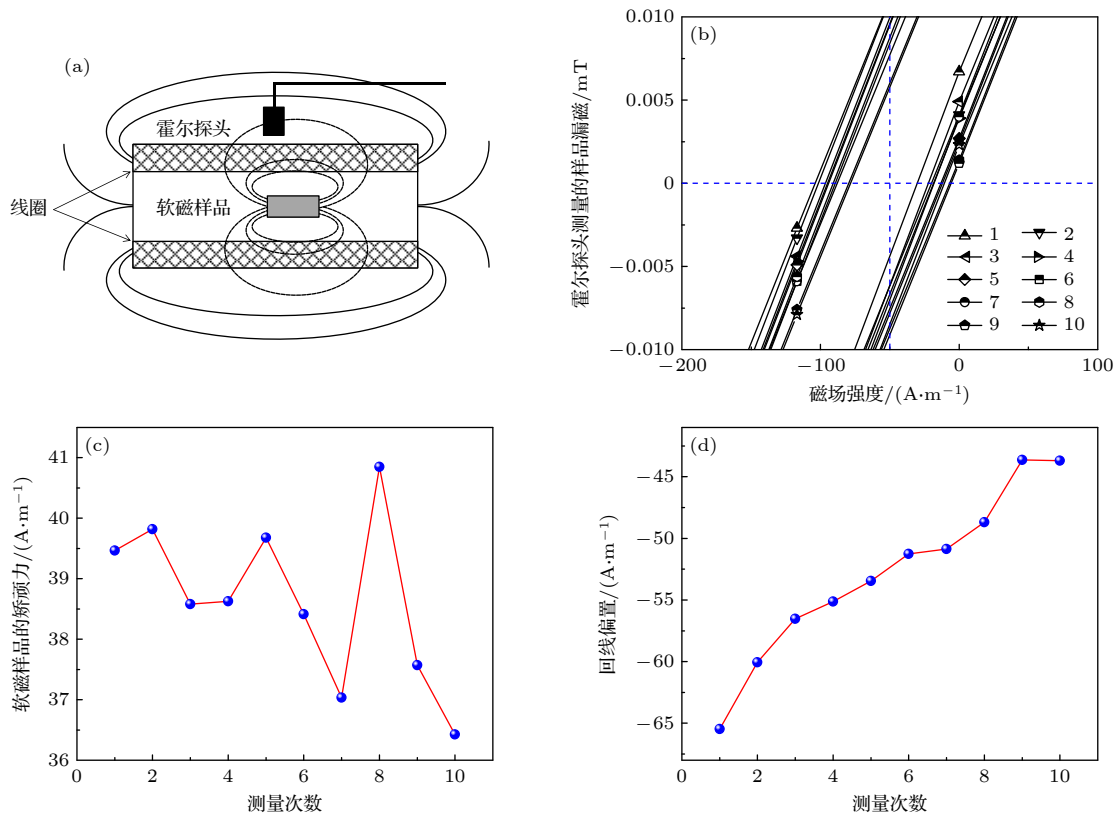 (a)
霍尔探头
线圈
软磁样品
(b)
霍尔探头测量的样品漏磁/mT
0.010
0.005
0
−0.005
−0.010
1 2
3 4
5 6
7 8
9 10
−200 −100 0 100
磁场强度/(A·m⁻¹)
(c)
软磁样品的矫顽力/(A·m⁻¹)
41
40
39
38
37
36
0 2 4 6 8 10
测量次数
(d)
回线偏置/(A·m⁻¹)
−45
−50
−55
−60
−65
0 2 4 6 8 10
测量次数